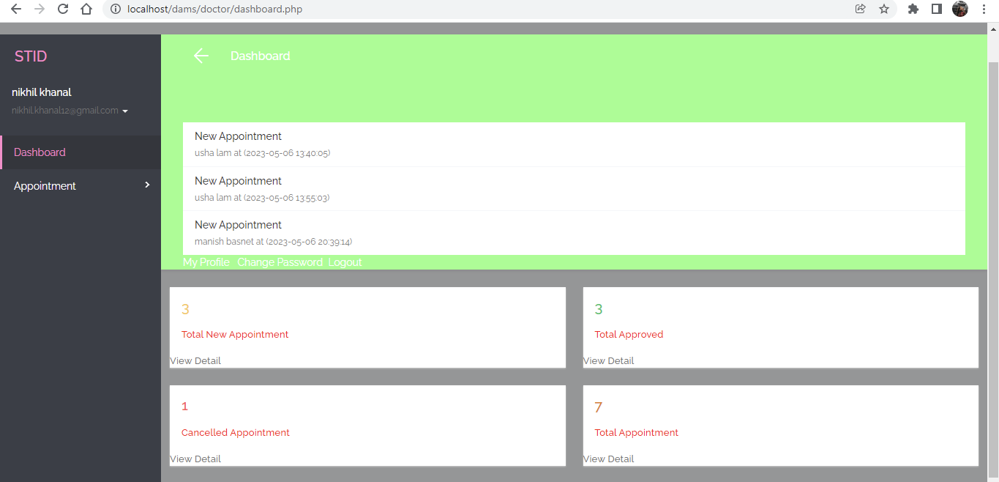 localhost/dams/doctor/dashboard.php
STID
nikhil khanal
nikhil.khanal12@gmail.com
Dashboard
Appointment
Dashboard
New Appointment
usha lam at (2023-05-06 13:40:05)
New Appointment
usha lam at (2023-05-06 13:55:03)
New Appointment
manish basnet at (2023-05-06 20:39:14)
My Profile Change Password Logout
3
Total New Appointment
View Detail
3
Total Approved
View Detail
1
Cancelled Appointment
View Detail
7
Total Appointment
View Detail